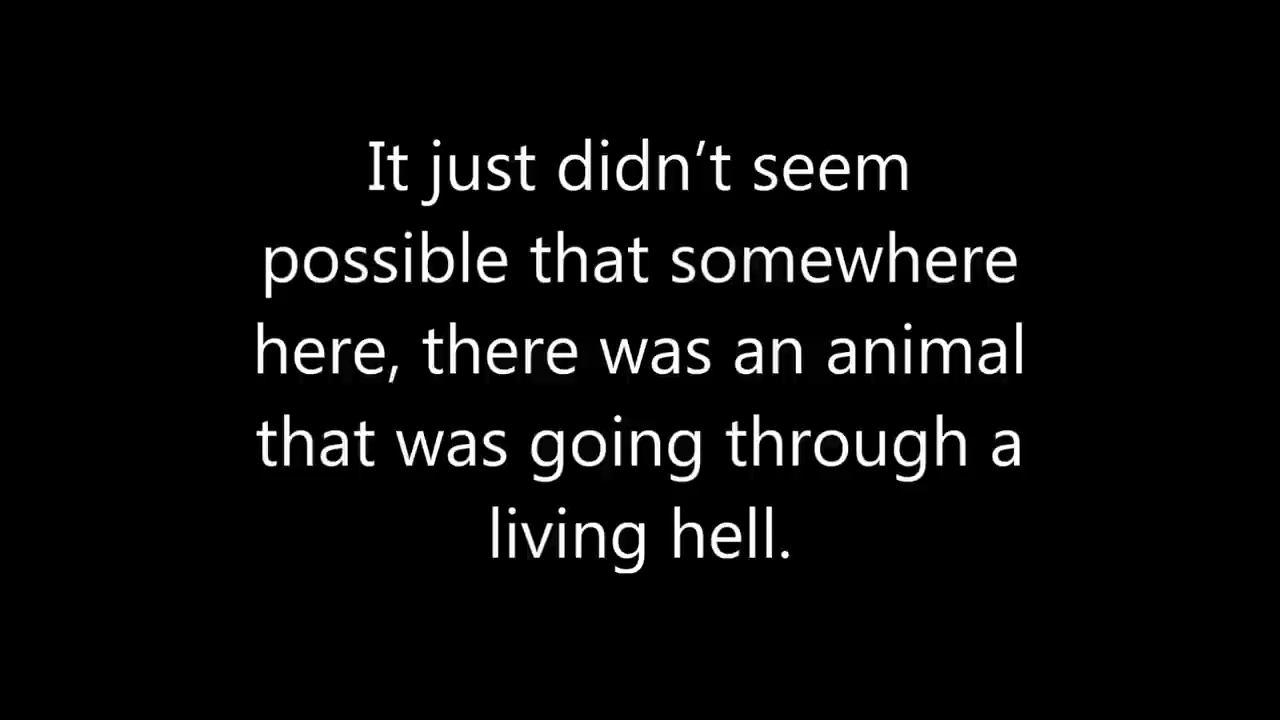 It just didn’t seem
possible that somewhere
here, there was an animal
that was going through a
living hell.